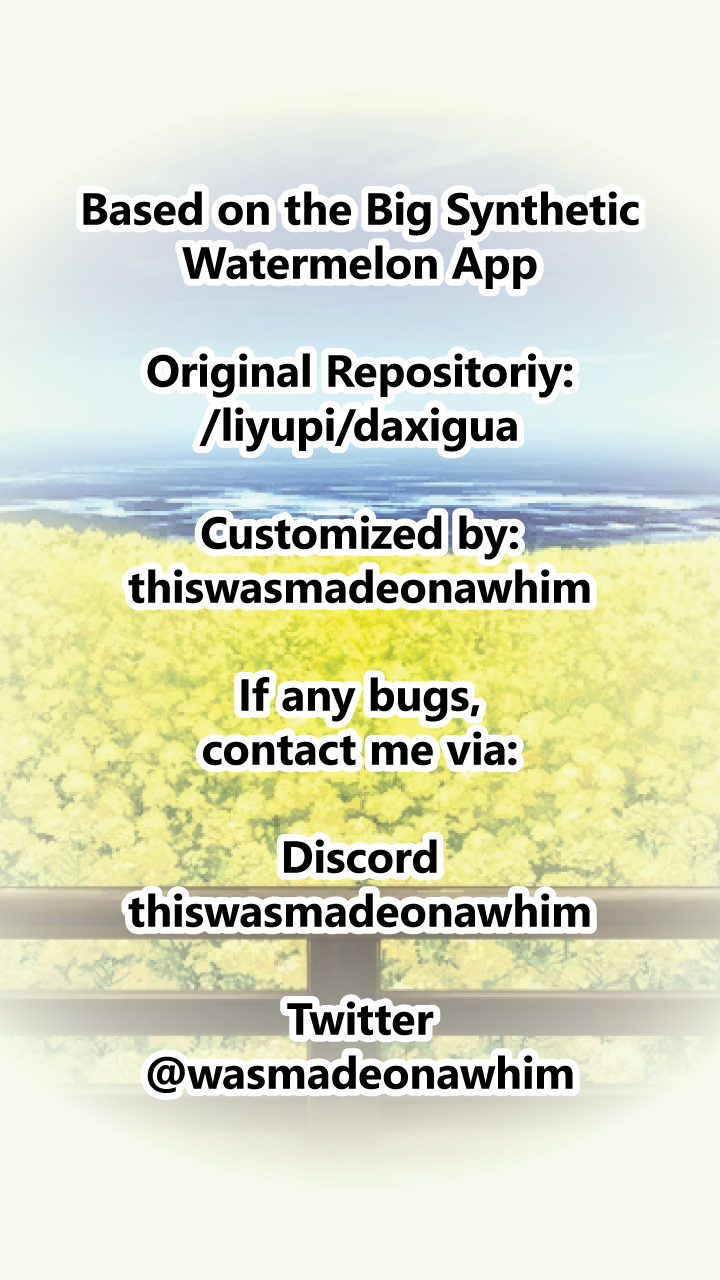 Based on the Big Synthetic
Watermelon App
Original Repositoriy:
/liyupi/daxigua
Customized by:
thiswasmadeonawhim
If any bugs,
contact me via:
Discord
thiswasmadeonawhim
Twitter
@wasmadeonawhim